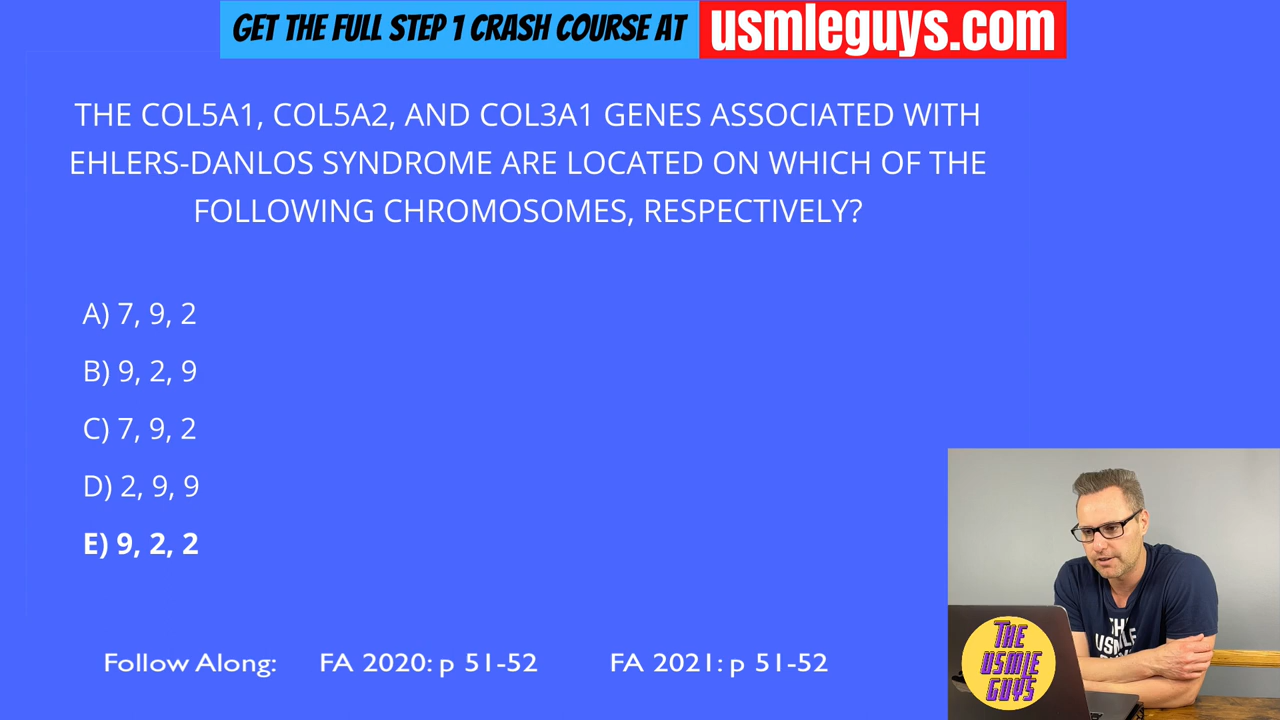 GET THE FULL STEP 1 CRASH COURSE AT usmleguys.com
THE COL5A1, COL5A2, AND COL3A1 GENES ASSOCIATED WITH
EHLERS-DANLOS SYNDROME ARE LOCATED ON WHICH OF THE
FOLLOWING CHROMOSOMES, RESPECTIVELY?
A) 7, 9, 2
B) 9, 2, 9
C) 7, 9, 2
D) 2, 9, 9
E) 9, 2, 2
Follow Along: FA 2020: p 51-52 FA 2021: p 51-52
THE
USMLE
GUYS